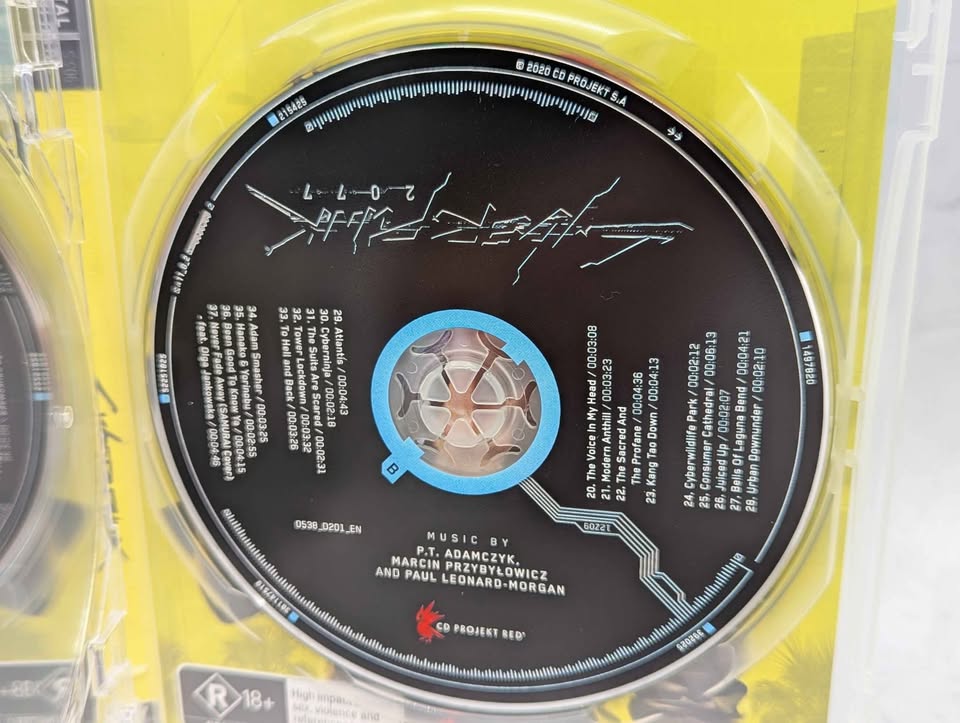 ℗ 2020 CD PROJEKT S.A
215425
Cyberpunk
2077
29. Atlantis / 00:04:43
30. Cyberninja / 00:02:18
31. The Suits Are Scared / 00:02:31
32. Tower Lockdown / 00:03:32
33. To Hell and Back / 00:03:26
34. Adam Smasher / 00:03:25
35. Hanako & Yorinobu / 00:02:55
36. Been Good To Know Ya / 00:04:15
37. Never Fade Away (SAMURAI Cover)
feat. Olga Jankowska / 00:04:46
20. The Voice In My Head / 00:03:08
21. Modern Anthill / 00:03:23
22. The Sacred And
The Profane / 00:04:36
23. Kang Tao Down / 00:04:13
24. Cyberwildlife Park / 00:02:12
25. Consumer Cathedral / 00:06:13
26. Juiced Up / 00:02:07
27. Bells Of Laguna Bend / 00:04:21
28. Urban Downunder / 00:02:10
1497820
B
12209
0538_D201_EN
MUSIC BY
P.T. ADAMCZYK,
MARCIN PRZYBYŁOWICZ
AND PAUL LEONARD-MORGAN
CD PROJEKT RED
392025
R 18+
High impact
sex, violence and